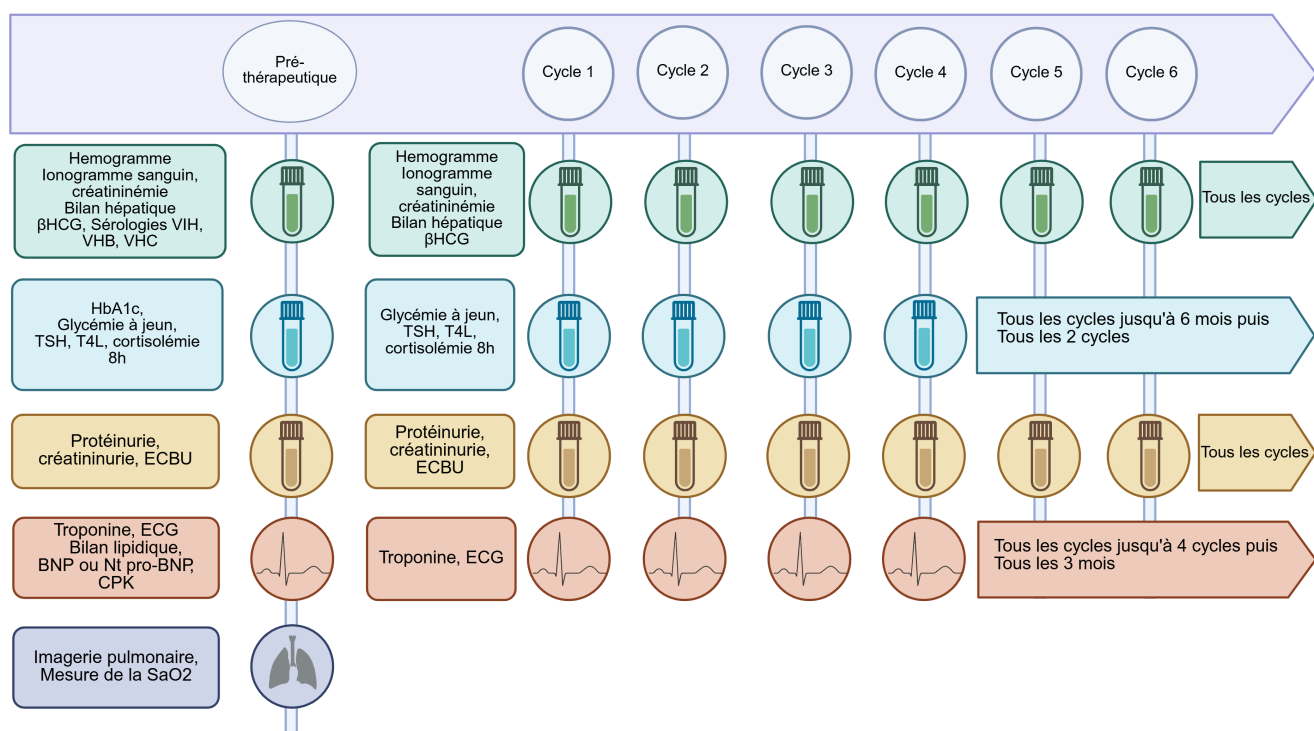 Pré-
thérapeutique
Cycle 1
Cycle 2
Cycle 3
Cycle 4
Cycle 5
Cycle 6
Hemogramme
Ionogramme sanguin,
créatininémie
Bilan hépatique
βHCG, Sérologies VIH,
VHB, VHC
Hemogramme
Ionogramme
sanguin,
créatininémie
Bilan hépatique
βHCG
Tous les cycles
HbA1c,
Glycémie à jeun,
TSH, T4L, cortisolémie
8h
Glycémie à jeun,
TSH, T4L,
cortisolémie 8h
Tous les cycles jusqu'à 6 mois puis
Tous les 2 cycles
Protéinurie,
créatininurie, ECBU
Protéinurie,
créatininurie,
ECBU
Tous les cycles
Troponine, ECG
Bilan lipidique,
BNP ou Nt pro-BNP,
CPK
Troponine, ECG
Tous les cycles jusqu'à 4 cycles puis
Tous les 3 mois
Imagerie pulmonaire,
Mesure de la SaO2